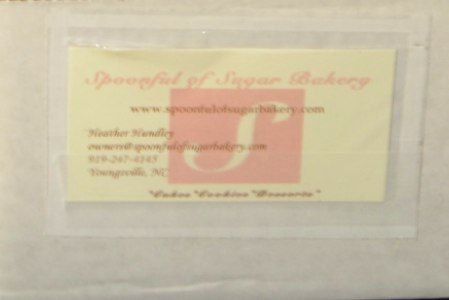 Spoonful of Sugar Bakery
www.spoonfulofsugarbakery.com
S
Heather Hundley
owners@spoonfulofsugarbakery.com
919-247-4245
Youngsville, NC
*Cakes *Cookies *Desserts *